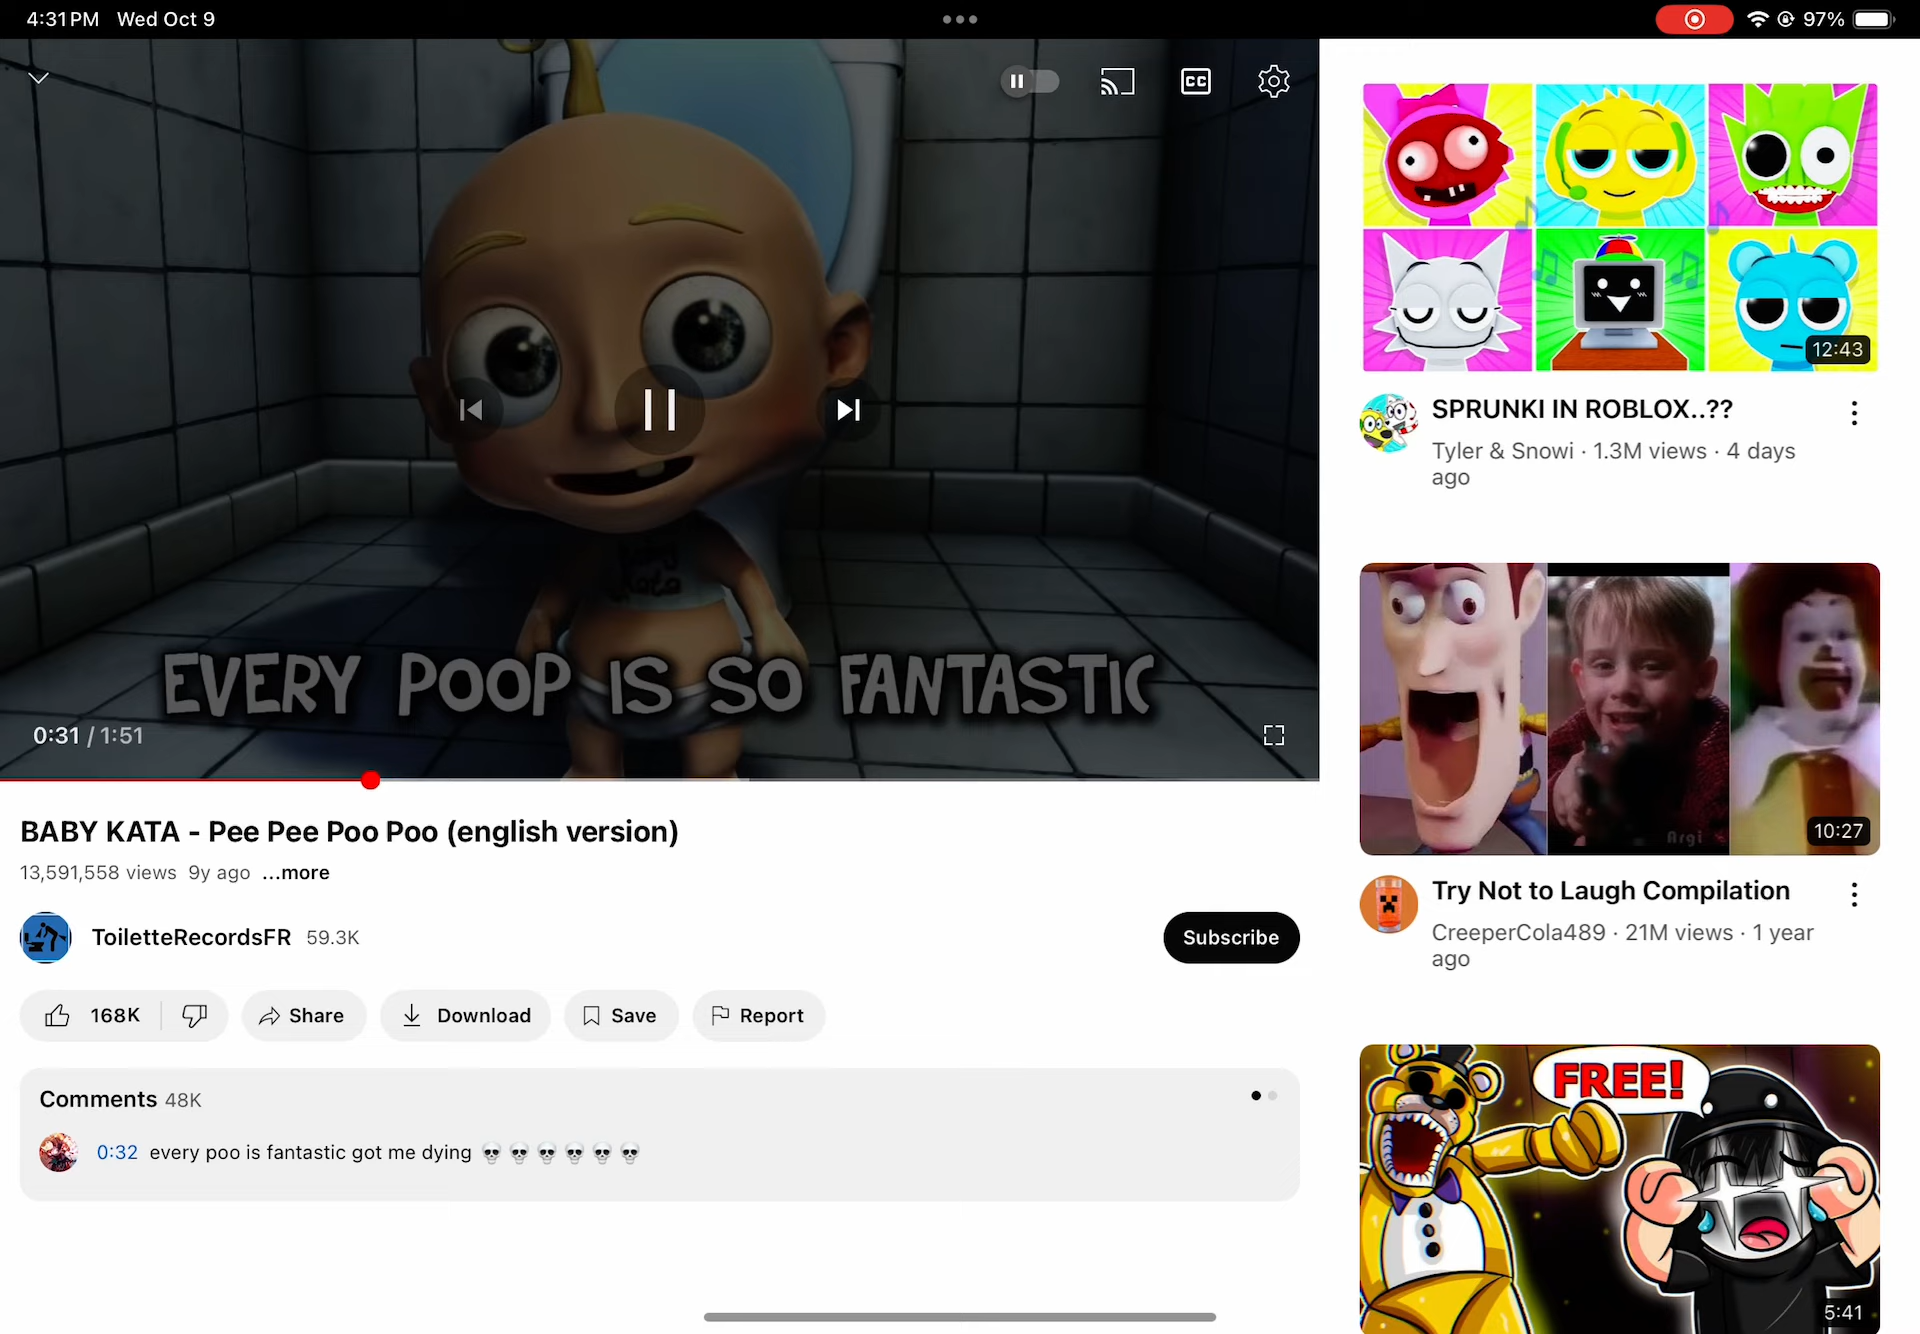 4:31 PM Wed Oct 9
97%
CC
EVERY POOP IS SO FANTASTIC
0:31 / 1:51
BABY KATA - Pee Pee Poo Poo (english version)
13,591,558 views 9y ago ...more
ToiletteRecordsFR 59.3K
Subscribe
168K
Share
Download
Save
Report
Comments 48K
0:32 every poo is fantastic got me dying 💀💀💀💀💀💀
12:43
SPRUNKI IN ROBLOX..??
Tyler & Snowi · 1.3M views · 4 days
ago
Argi
10:27
Try Not to Laugh Compilation
CreeperCola489 · 21M views · 1 year
ago
FREE!
5:41